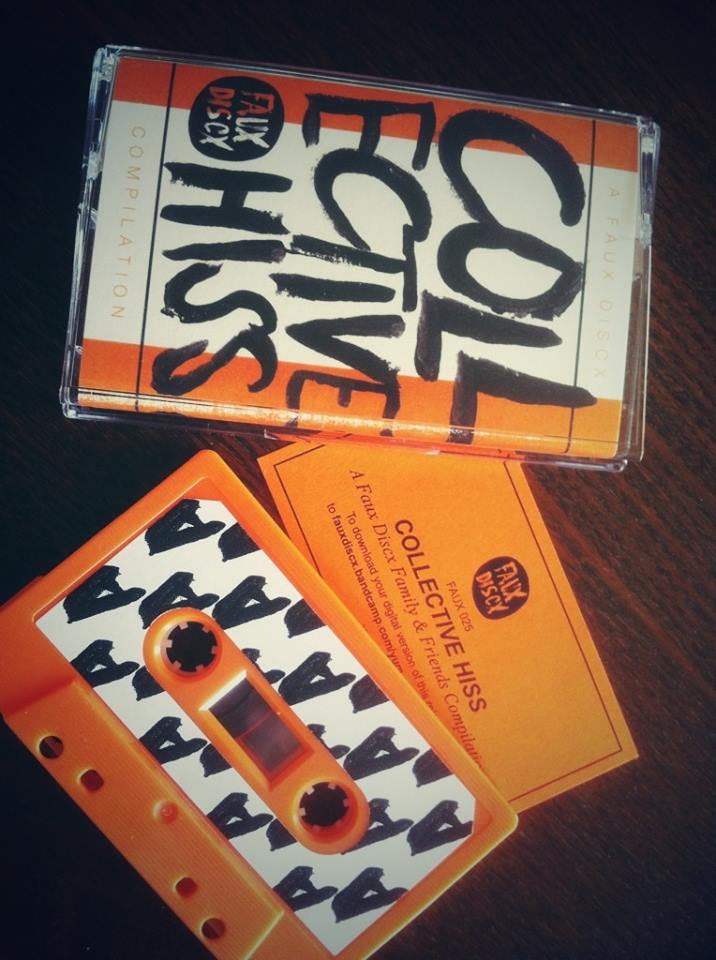 A FAUX DISCX
COLL
ECTIVE
HISS
FAUX
DISCX
COMPILATION
FAUX
DISCX
FAUX 025
COLLECTIVE HISS
A Faux Discx Family & Friends
To download your digital version of this
to fauxdiscx.bandcamp.com/yum